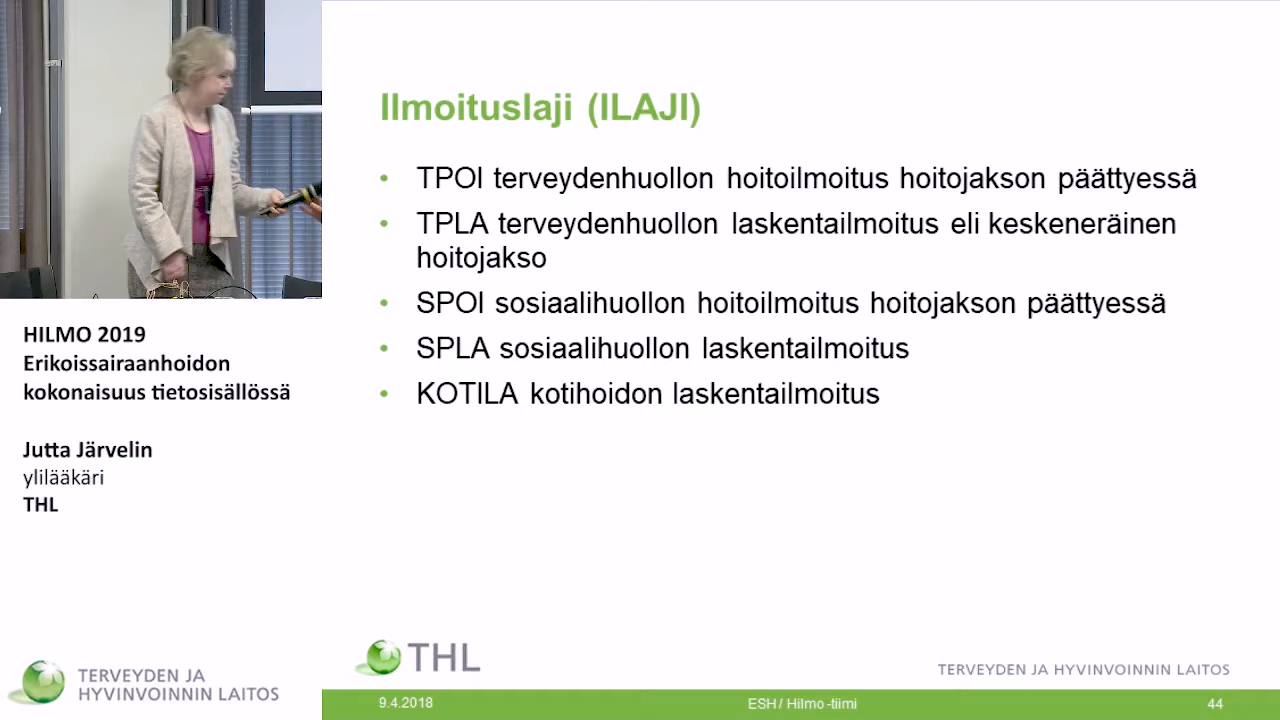 Ilmoituslaji (ILAJI)
• TPOI terveydenhuollon hoitoilmoitus hoitojakson päättyessä
• TPLA terveydenhuollon laskentailmoitus eli keskeneräinen
hoitojakso
• SPOI sosiaalihuollon hoitoilmoitus hoitojakson päättyessä
• SPLA sosiaalihuollon laskentailmoitus
• KOTILA kotihoidon laskentailmoitus
HILMO 2019
Erikoissairaanhoidon
kokonaisuus tietosisällössä
Jutta Järvelin
ylilääkäri
THL
TERVEYDEN JA
HYVINVOINNIN LAITOS
THL
TERVEYDEN JA HYVINVOINNIN LAITOS
9.4.2018
ESH / Hilmo -tiimi
44